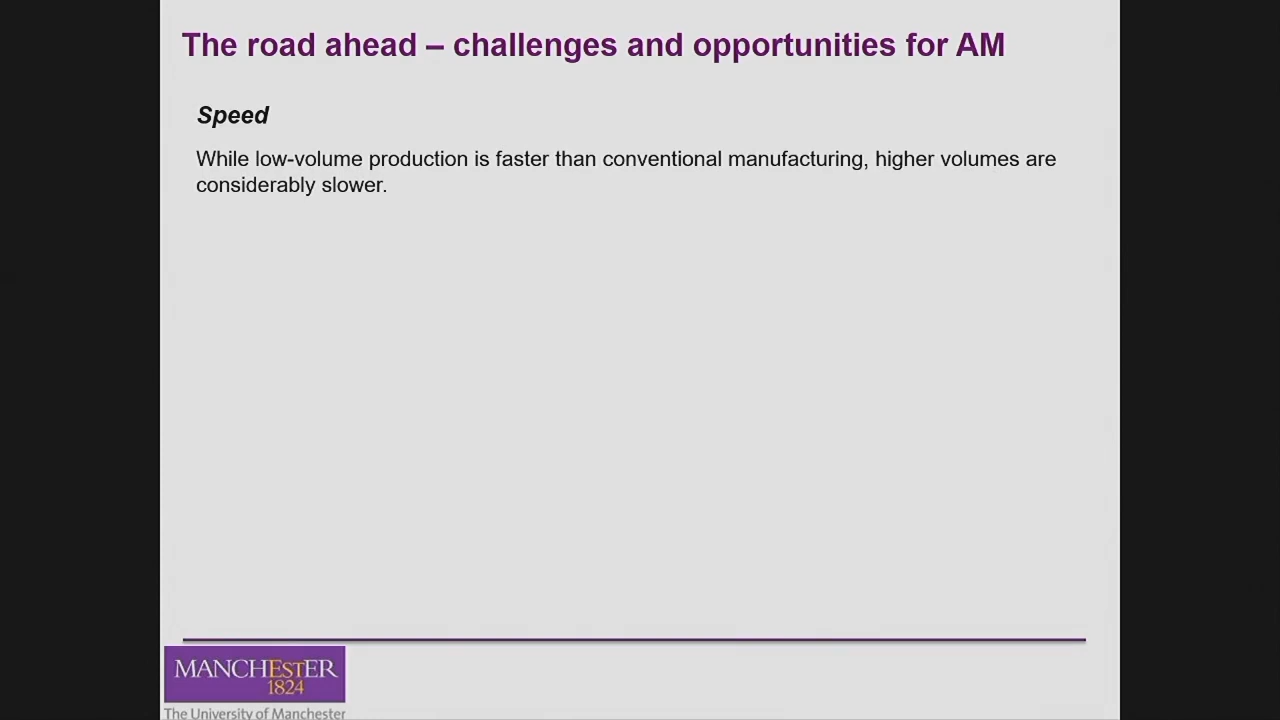 The road ahead – challenges and opportunities for AM
Speed
While low-volume production is faster than conventional manufacturing, higher volumes are
considerably slower.
MANCHESTER
1824
The University of Manchester